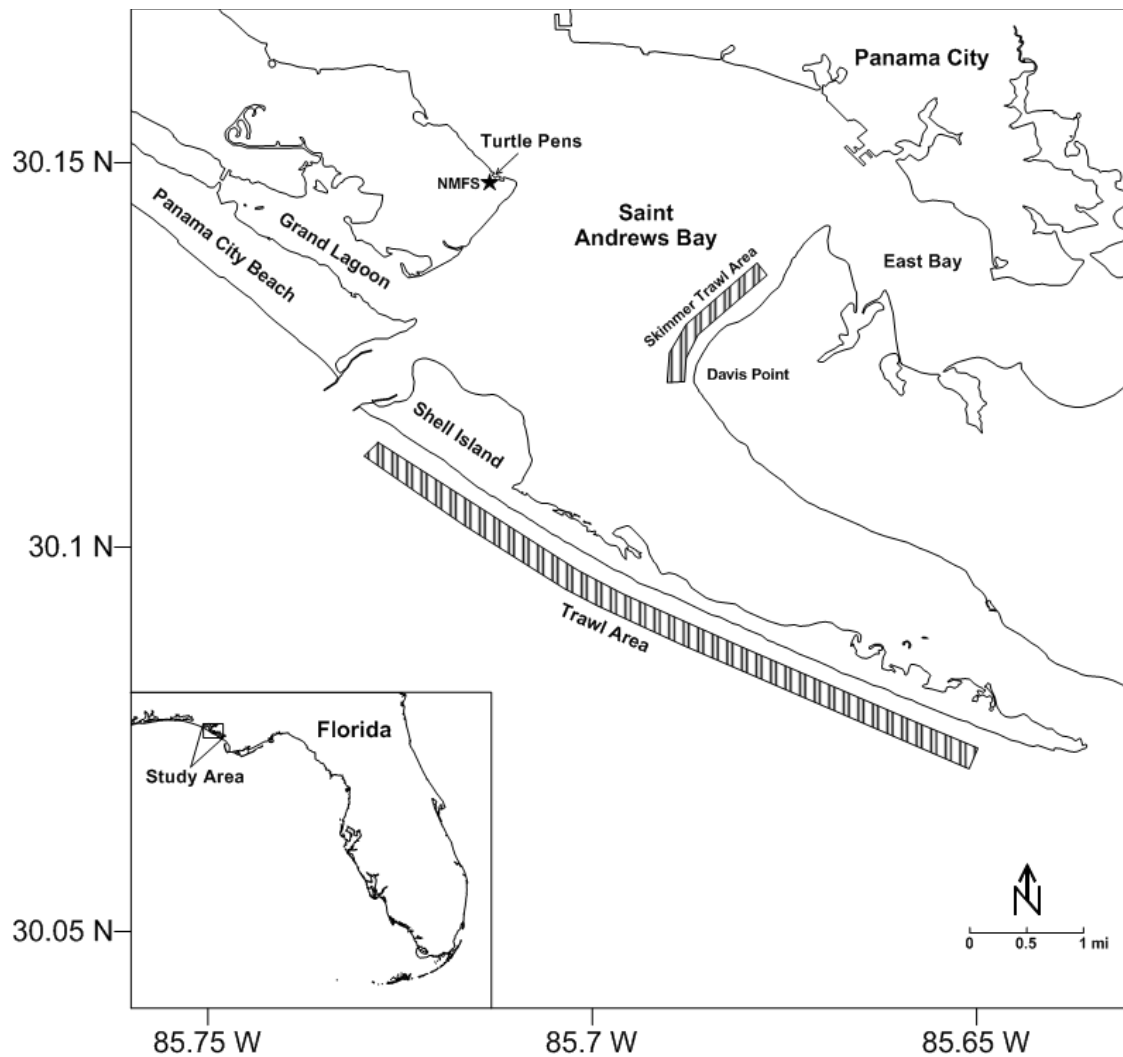 Panama City
Turtle Pens
30.15 N
NMFS
Saint
Andrews Bay
Grand Lagoon
Panama City Beach
East Bay
Skimmer Trawl Area
Davis Point
Shell Island
30.1 N
Trawl Area
Florida
Study Area
30.05 N
N
0 0.5 1 mi
85.75 W 85.7 W 85.65 W